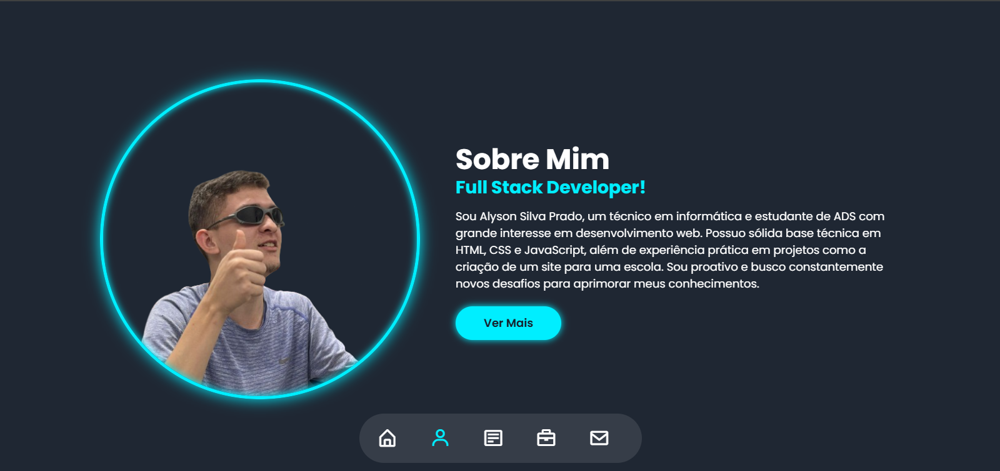 Sobre Mim
Full Stack Developer!
Sou Alyson Silva Prado, um técnico em informática e estudante de ADS com
grande interesse em desenvolvimento web. Possuo sólida base técnica em
HTML, CSS e JavaScript, além de experiência prática em projetos como a
criação de um site para uma escola. Sou proativo e busco constantemente
novos desafios para aprimorar meus conhecimentos.
Ver Mais